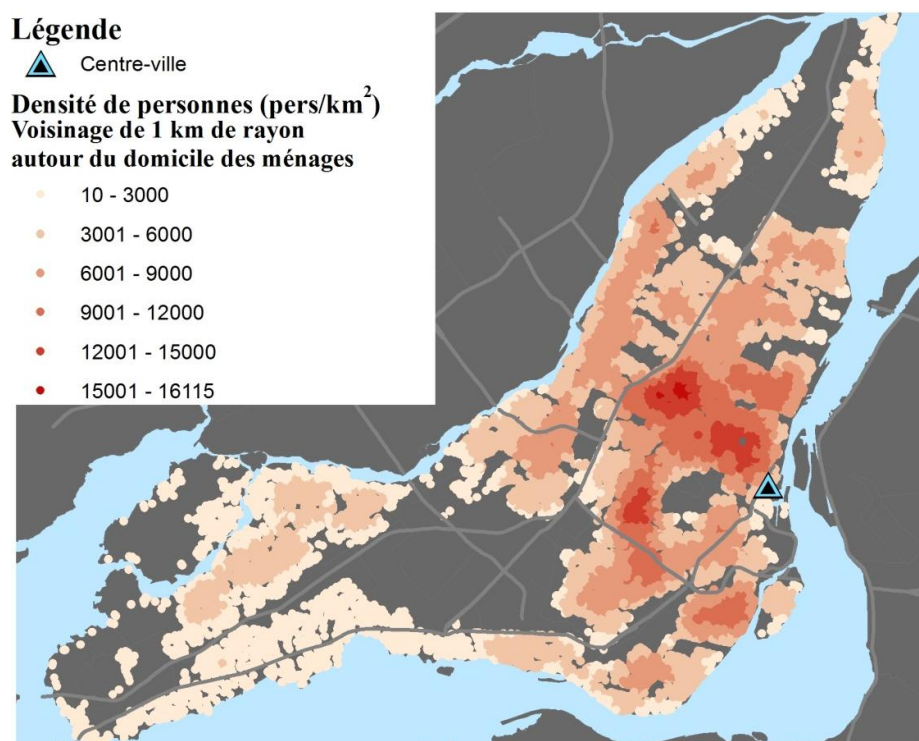 Légende
Centre-ville
Densité de personnes (pers/km²)
Voisinage de 1 km de rayon
autour du domicile des ménages
10 - 3000
3001 - 6000
6001 - 9000
9001 - 12000
12001 - 15000
15001 - 16115